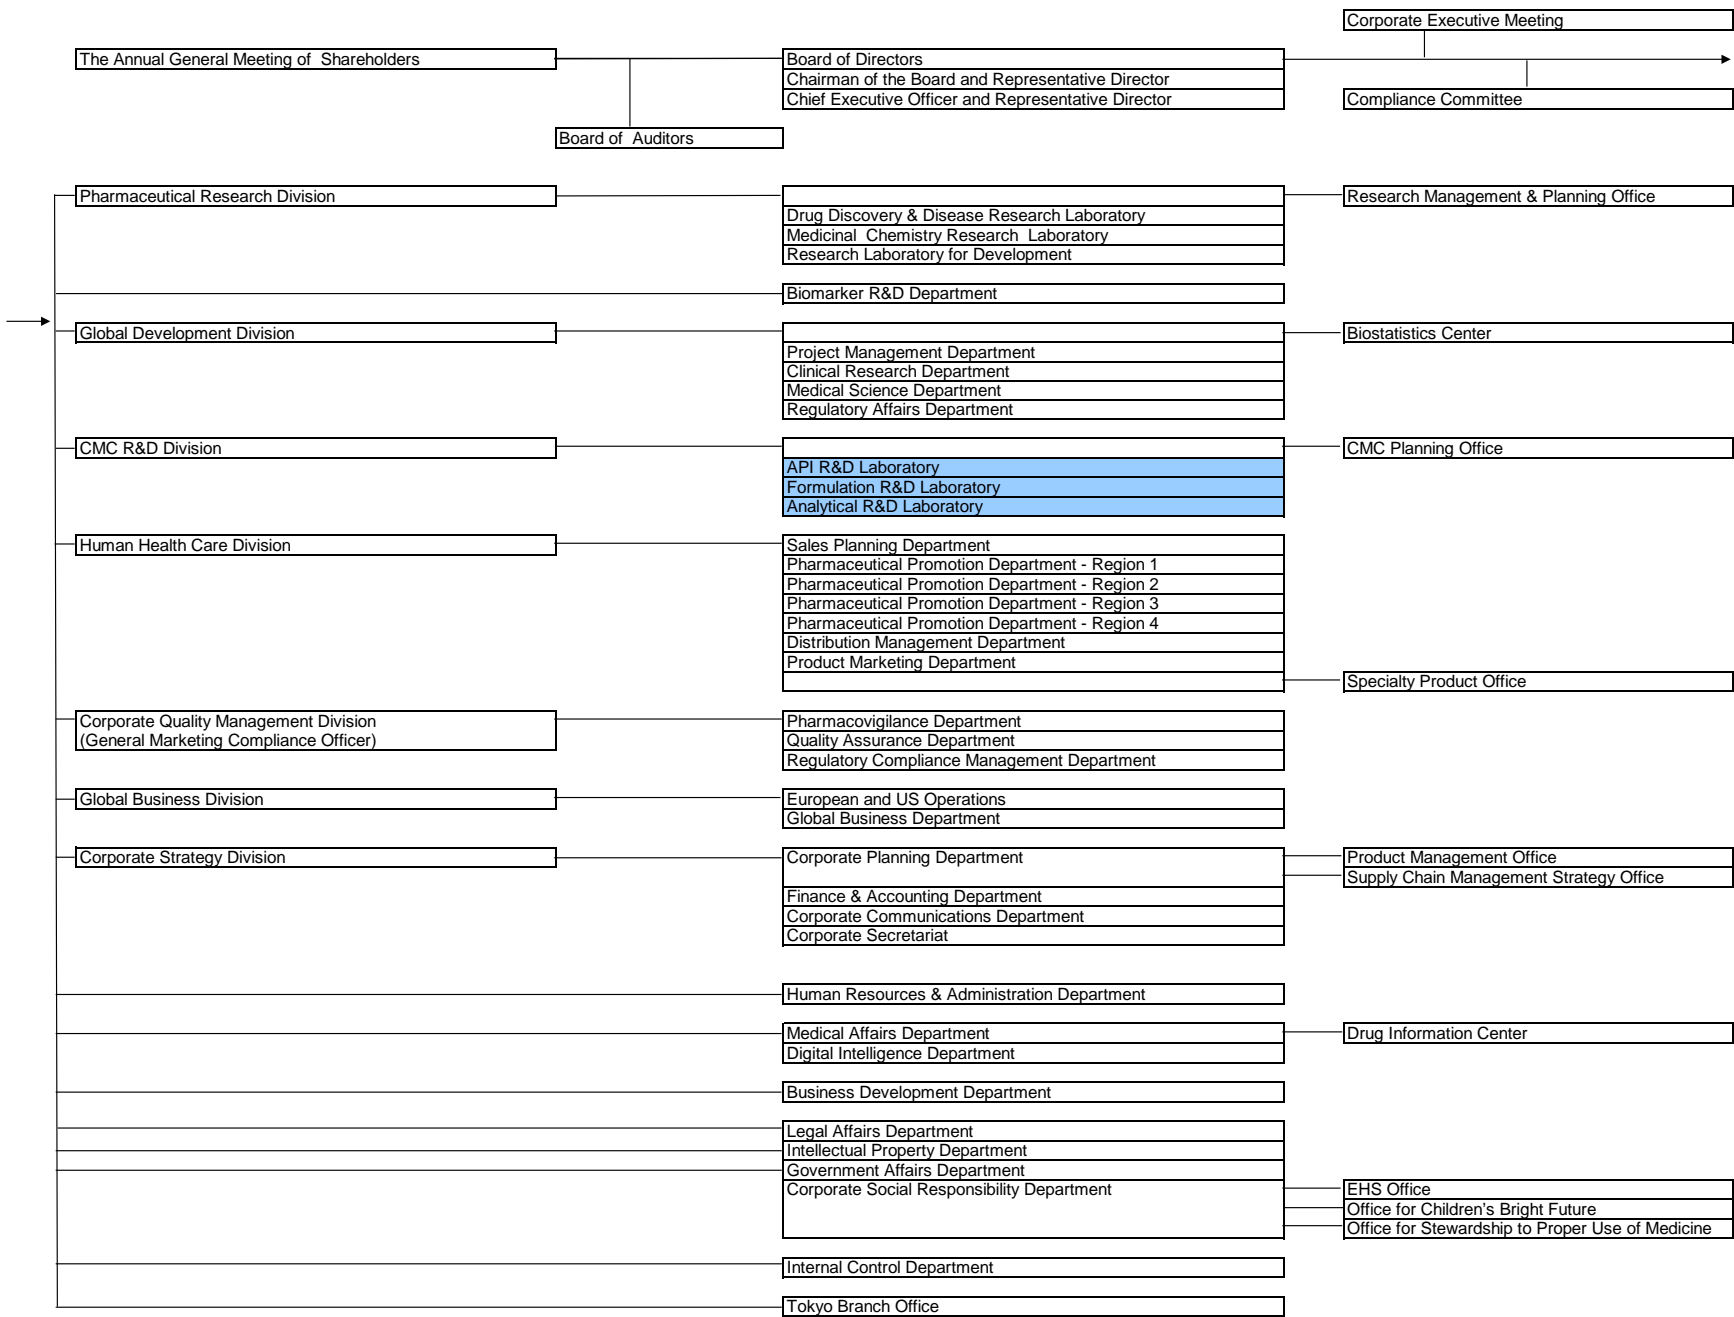 Corporate Executive Meeting
The Annual General Meeting of  Shareholders
Board of Directors
Chairman of the Board and Representative Director
Chief Executive Officer and Representative Director
Compliance Committee
Board of  Auditors
Pharmaceutical Research Division
Research Management & Planning Office
Drug Discovery & Disease Research Laboratory
Medicinal  Chemistry Research  Laboratory
Research Laboratory for Development
Biomarker R&D Department
Global Development Division
Biostatistics Center
Project Management Department
Clinical Research Department
Medical Science Department
Regulatory Affairs Department
CMC R&D Division
CMC Planning Office
API R&D Laboratory
Formulation R&D Laboratory
Analytical R&D Laboratory
Human Health Care Division
Sales Planning Department
Pharmaceutical Promotion Department - Region 1
Pharmaceutical Promotion Department - Region 2
Pharmaceutical Promotion Department - Region 3
Pharmaceutical Promotion Department - Region 4
Distribution Management Department
Product Marketing Department
Specialty Product Office
Corporate Quality Management Division
(General Marketing Compliance Officer)
Pharmacovigilance Department
Quality Assurance Department
Regulatory Compliance Management Department
Global Business Division
European and US Operations
Global Business Department
Corporate Strategy Division
Corporate Planning Department
Product Management Office
Supply Chain Management Strategy Office
Finance & Accounting Department
Corporate Communications Department
Corporate Secretariat
Human Resources & Administration Department
Medical Affairs Department
Drug Information Center
Digital Intelligence Department
Business Development Department
Legal Affairs Department
Intellectual Property Department
Government Affairs Department
Corporate Social Responsibility Department
EHS Office
Office for Children's Bright Future
Office for Stewardship to Proper Use of Medicine
Internal Control Department
Tokyo Branch Office